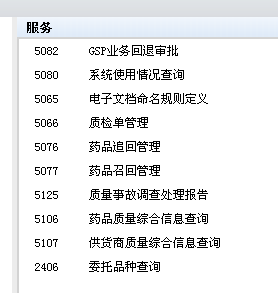 服务
5082 GSP业务回退审批
5080 系统使用情况查询
5065 电子文档命名规则定义
5066 质检单管理
5076 药品追回管理
5077 药品召回管理
5125 质量事故调查处理报告
5106 药品质量综合信息查询
5107 供货商质量综合信息查询
2406 委托品种查询